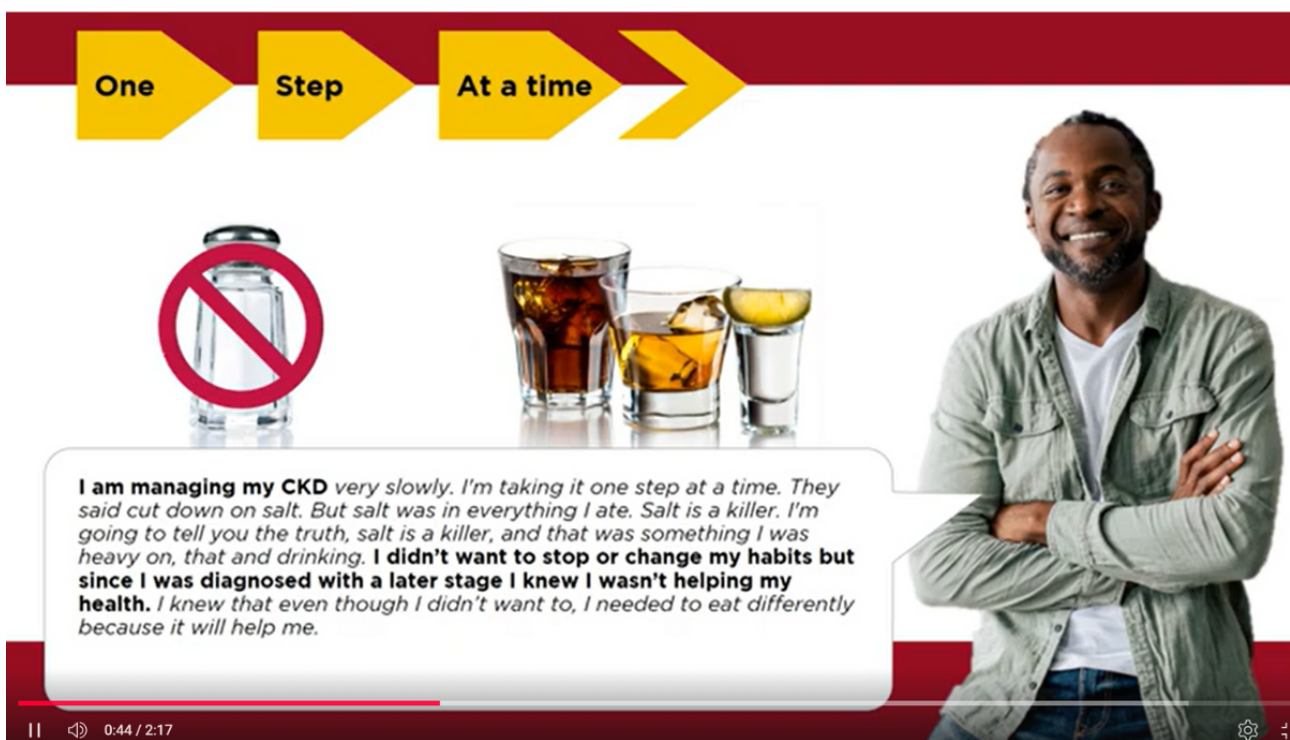 One
Step
At a time
I am managing my CKD very slowly. I'm taking it one step at a time. They
said cut down on salt. But salt was in everything I ate. Salt is a killer. I'm
going to tell you the truth, salt is a killer, and that was something I was
heavy on, that and drinking. I didn't want to stop or change my habits but
since I was diagnosed with a later stage I knew I wasn't helping my
health. I knew that even though I didn't want to, I needed to eat differently
because it will help me.
0:44 / 2:17